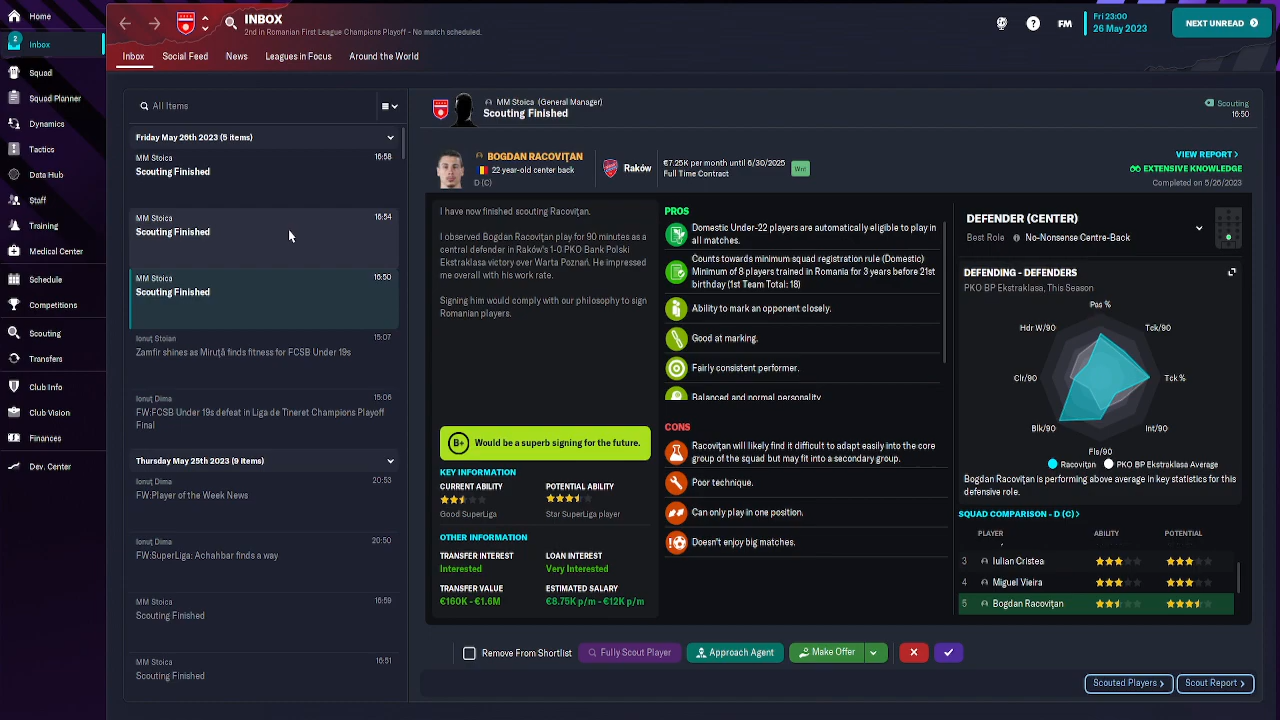 Home
2
Inbox
Squad
Squad Planner
Dynamics
Tactics
Data Hub
Staff
Training
Medical Center
Schedule
Competitions
Scouting
Transfers
Club Info
Club Vision
Finances
Dev. Center
INBOX
2nd in Romanian First League Champions Playoff - No match scheduled.
?
FM
Fri 23:00
26 May 2023
NEXT UNREAD
Inbox
Social Feed
News
Leagues in Focus
Around the World
All Items
Friday May 26th 2023 (5 items)
MM Stoica 16:58
Scouting Finished
MM Stoica 16:54
Scouting Finished
MM Stoica 16:50
Scouting Finished
Ionuț Stoian 15:07
Zamfir shines as Miruță finds fitness for FCSB Under 19s
Ionuț Dima 15:06
FW:FCSB Under 19s defeat in Liga de Tineret Champions Playoff
Final
Thursday May 25th 2023 (9 items)
Ionuț Dima 20:53
FW:Player of the Week News
Ionuț Dima 20:50
FW:SuperLiga: Achahbar finds a way
MM Stoica 16:59
Scouting Finished
MM Stoica 16:51
Scouting Finished
MM Stoica (General Manager)
Scouting Finished
Scouting
16:50
BOGDAN RACOVIȚAN
22 year-old center back
D (C)
Raków
€7.25K per month until 6/30/2025
Full Time Contract
Wnt
VIEW REPORT >
EXTENSIVE KNOWLEDGE
Completed on 5/26/2023
I have now finished scouting Racovițan.
I observed Bogdan Racovițan play for 90 minutes as a
central defender in Raków's 1-0 PKO Bank Polski
Ekstraklasa victory over Warta Poznań. He impressed
me overall with his work rate.
Signing him would comply with our philosophy to sign
Romanian players.
B+ Would be a superb signing for the future.
KEY INFORMATION
CURRENT ABILITY
POTENTIAL ABILITY
Good SuperLiga
Star SuperLiga player
OTHER INFORMATION
TRANSFER INTEREST
LOAN INTEREST
Interested
Very Interested
TRANSFER VALUE
ESTIMATED SALARY
€160K - €1.6M
€8.75K p/m - €12K p/m
PROS
Domestic Under-22 players are automatically eligible to play in
all matches.
Counts towards minimum squad registration rule (Domestic)
Minimum of 8 players trained in Romania for 3 years before 21st
birthday (1st Team Total: 18)
Ability to mark an opponent closely.
Good at marking.
Fairly consistent performer.
Balanced and normal personality
CONS
Racovițan will likely find it difficult to adapt easily into the core
group of the squad but may fit into a secondary group.
Poor technique.
Can only play in one position.
Doesn't enjoy big matches.
DEFENDER (CENTER)
Best Role No-Nonsense Centre-Back
DEFENDING - DEFENDERS
PKO BP Ekstraklasa, This Season
Pas %
Hdr W/90
Tck/90
Clr/90
Tck %
Blk/90
Int/90
Fls/90
Racovițan
PKO BP Ekstraklasa Average
Bogdan Racovițan is performing above average in key statistics for this
defensive role.
SQUAD COMPARISON - D (C) >
PLAYER ABILITY POTENTIAL
3 Iulian Cristea
4 Miguel Vieira
5 Bogdan Racovițan
Remove From Shortlist
Fully Scout Player
Approach Agent
Make Offer
Scouted Players >
Scout Report >